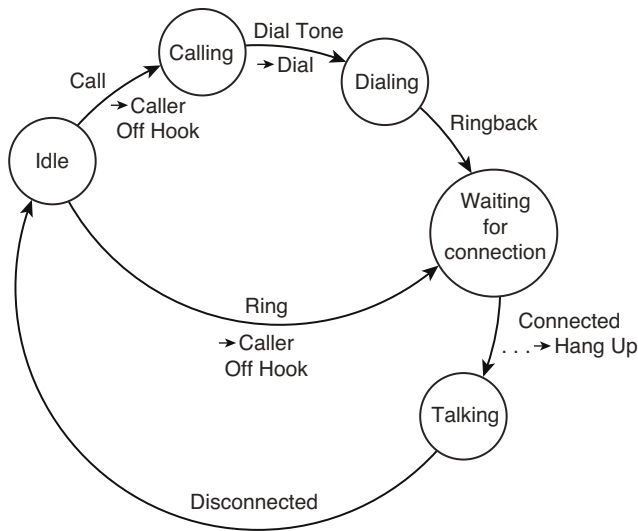 Dial Tone
→ Dial
Calling
Dialing
Call
→ Caller
Off Hook
Ringback
Idle
Waiting
for
connection
Ring
→ Caller
Off Hook
Connected
. . . → Hang Up
Talking
Disconnected